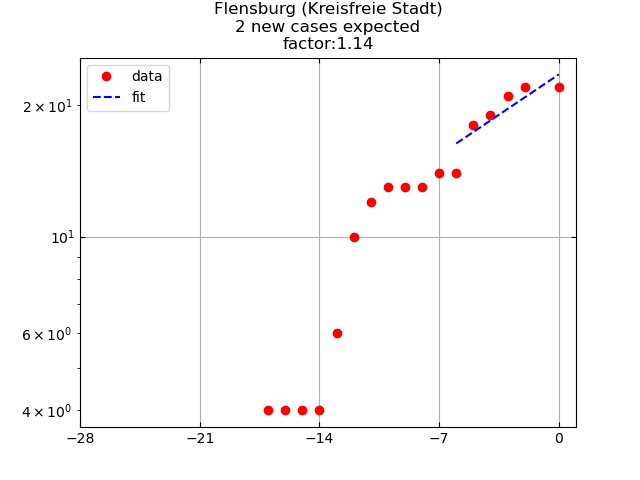 Flensburg (Kreisfreie Stadt)
2 new cases expected
factor:1.14
data
fit
2 × 10¹
10¹
6 × 10⁰
4 × 10⁰
−28 −21 −14 −7 0